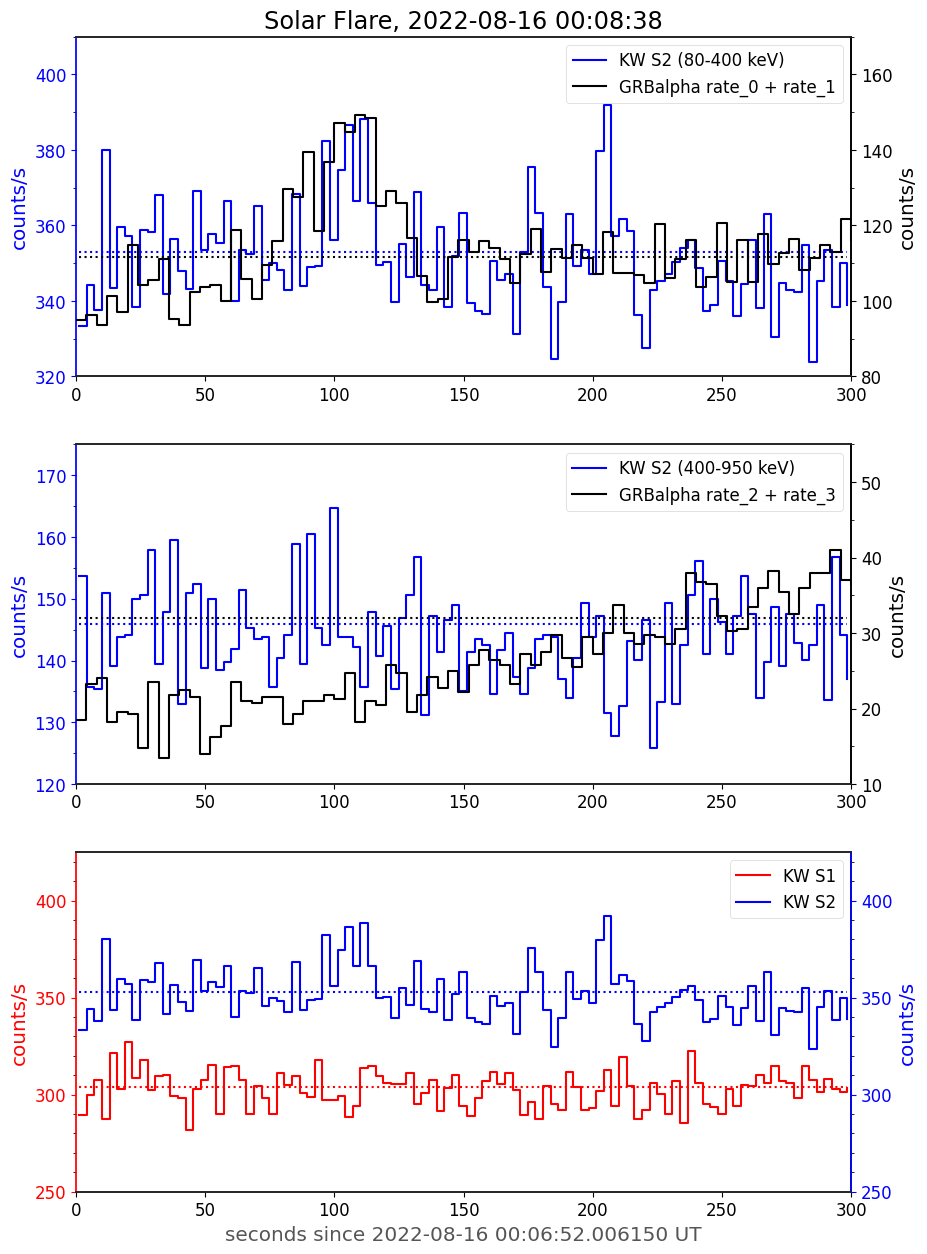 Solar Flare, 2022-08-16 00:08:38
KW S2 (80-400 keV)
GRBalpha rate_0 + rate_1
counts/s
400
380
360
340
320
160
140
120
100
80
counts/s
0 50 100 150 200 250 300
KW S2 (400-950 keV)
GRBalpha rate_2 + rate_3
counts/s
170
160
150
140
130
120
50
40
30
20
10
counts/s
0 50 100 150 200 250 300
KW S1
KW S2
counts/s
400
350
300
250
400
350
300
250
counts/s
0 50 100 150 200 250 300
seconds since 2022-08-16 00:06:52.006150 UT